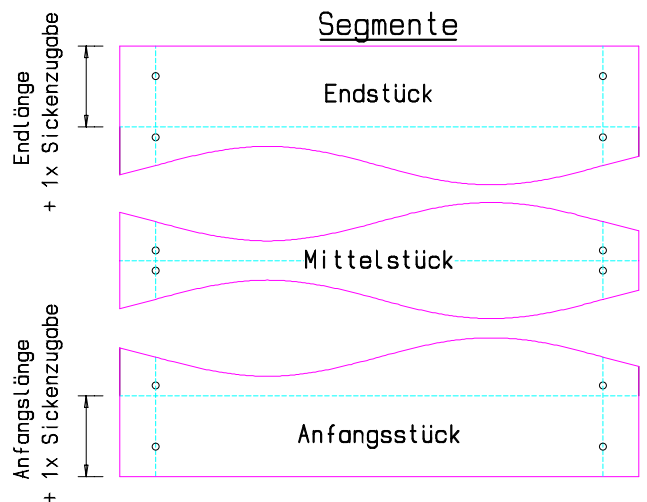 Segmente
Endlänge
+ 1x Sickenzugabe
Endstück
Mittelstück
Anfangslänge
+ 1x Sickenzugabe
Anfangsstück